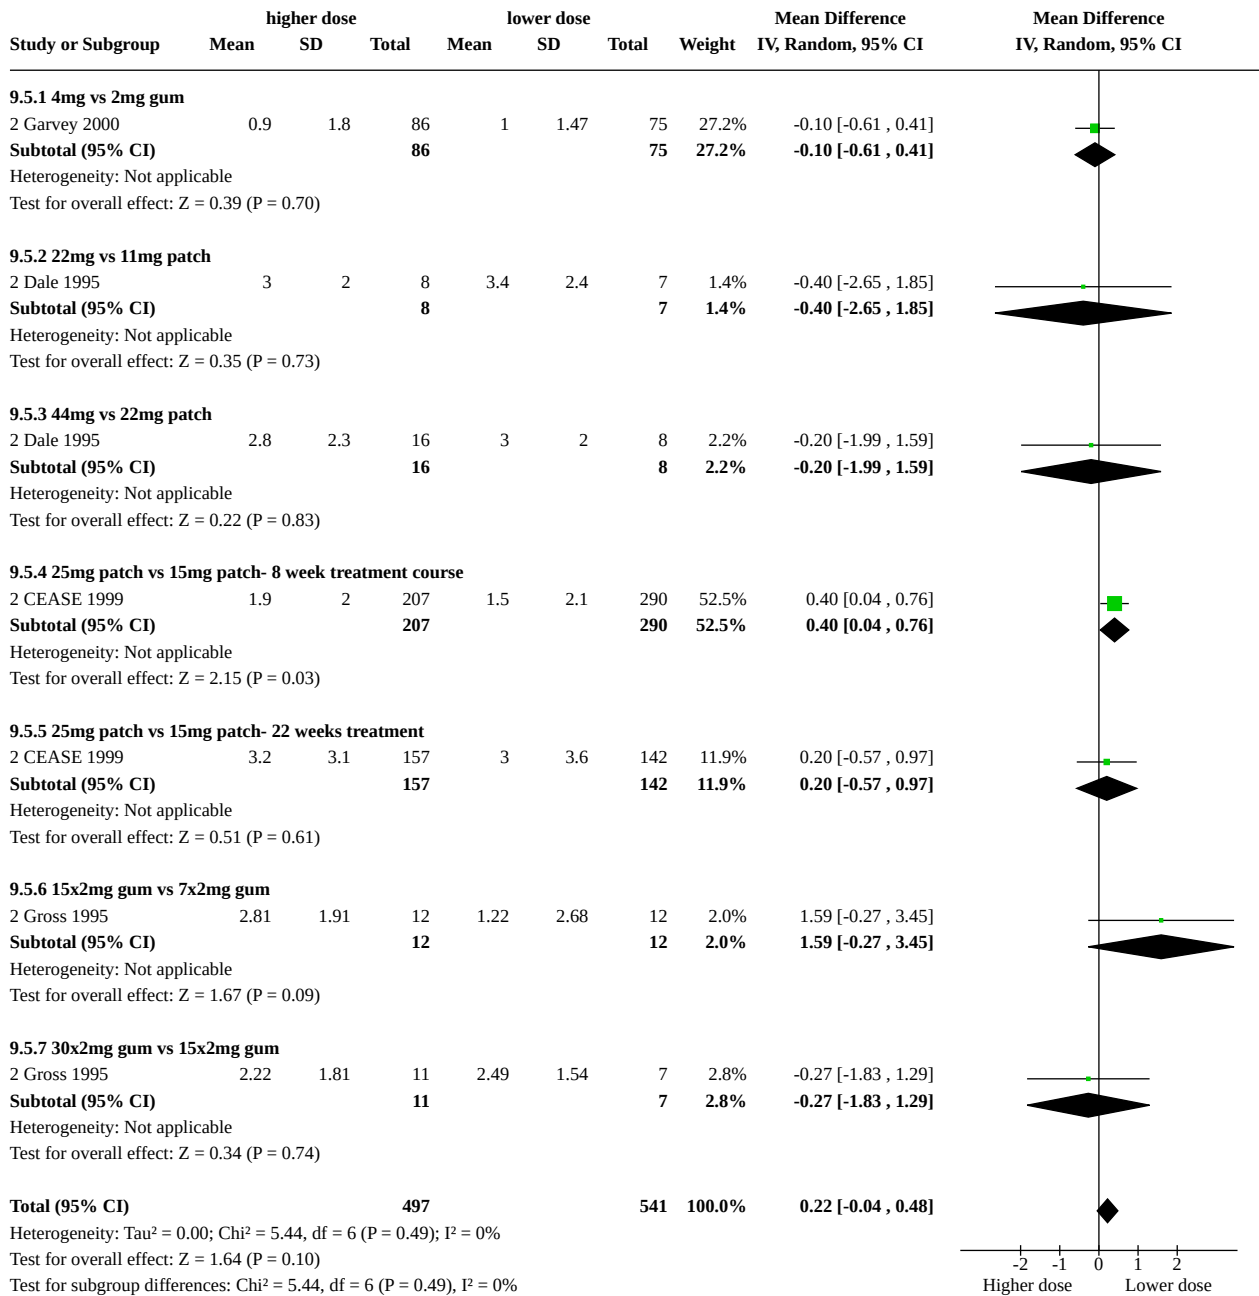 higher dose lower dose Mean Difference Mean Difference
Study or Subgroup Mean SD Total Mean SD Total Weight IV, Random, 95% CI IV, Random, 95% CI
9.5.1 4mg vs 2mg gum
2 Garvey 2000 0.9 1.8 86 1 1.47 75 27.2% -0.10 [-0.61 , 0.41]
Subtotal (95% CI) 86 75 27.2% -0.10 [-0.61 , 0.41]
Heterogeneity: Not applicable
Test for overall effect: Z = 0.39 (P = 0.70)
9.5.2 22mg vs 11mg patch
2 Dale 1995 3 2 8 3.4 2.4 7 1.4% -0.40 [-2.65 , 1.85]
Subtotal (95% CI) 8 7 1.4% -0.40 [-2.65 , 1.85]
Heterogeneity: Not applicable
Test for overall effect: Z = 0.35 (P = 0.73)
9.5.3 44mg vs 22mg patch
2 Dale 1995 2.8 2.3 16 3 2 8 2.2% -0.20 [-1.99 , 1.59]
Subtotal (95% CI) 16 8 2.2% -0.20 [-1.99 , 1.59]
Heterogeneity: Not applicable
Test for overall effect: Z = 0.22 (P = 0.83)
9.5.4 25mg patch vs 15mg patch- 8 week treatment course
2 CEASE 1999 1.9 2 207 1.5 2.1 290 52.5% 0.40 [0.04 , 0.76]
Subtotal (95% CI) 207 290 52.5% 0.40 [0.04 , 0.76]
Heterogeneity: Not applicable
Test for overall effect: Z = 2.15 (P = 0.03)
9.5.5 25mg patch vs 15mg patch- 22 weeks treatment
2 CEASE 1999 3.2 3.1 157 3 3.6 142 11.9% 0.20 [-0.57 , 0.97]
Subtotal (95% CI) 157 142 11.9% 0.20 [-0.57 , 0.97]
Heterogeneity: Not applicable
Test for overall effect: Z = 0.51 (P = 0.61)
9.5.6 15x2mg gum vs 7x2mg gum
2 Gross 1995 2.81 1.91 12 1.22 2.68 12 2.0% 1.59 [-0.27 , 3.45]
Subtotal (95% CI) 12 12 2.0% 1.59 [-0.27 , 3.45]
Heterogeneity: Not applicable
Test for overall effect: Z = 1.67 (P = 0.09)
9.5.7 30x2mg gum vs 15x2mg gum
2 Gross 1995 2.22 1.81 11 2.49 1.54 7 2.8% -0.27 [-1.83 , 1.29]
Subtotal (95% CI) 11 7 2.8% -0.27 [-1.83 , 1.29]
Heterogeneity: Not applicable
Test for overall effect: Z = 0.34 (P = 0.74)
Total (95% CI) 497 541 100.0% 0.22 [-0.04 , 0.48]
Heterogeneity: Tau² = 0.00; Chi² = 5.44, df = 6 (P = 0.49); I² = 0%
Test for overall effect: Z = 1.64 (P = 0.10)
-2 -1 0 1 2
Test for subgroup differences: Chi² = 5.44, df = 6 (P = 0.49), I² = 0%
Higher dose Lower dose